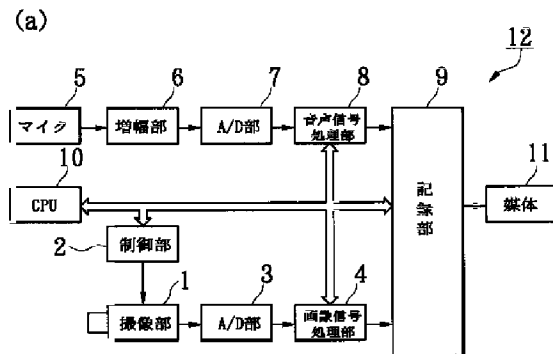 (a)
12
5
6
7
8
9
マイク
増幅部
A/D部
音声信号
処理部
10
11
CPU
記録部
媒体
2
制御部
1
3
4
撮像部
A/D部
画像信号
処理部